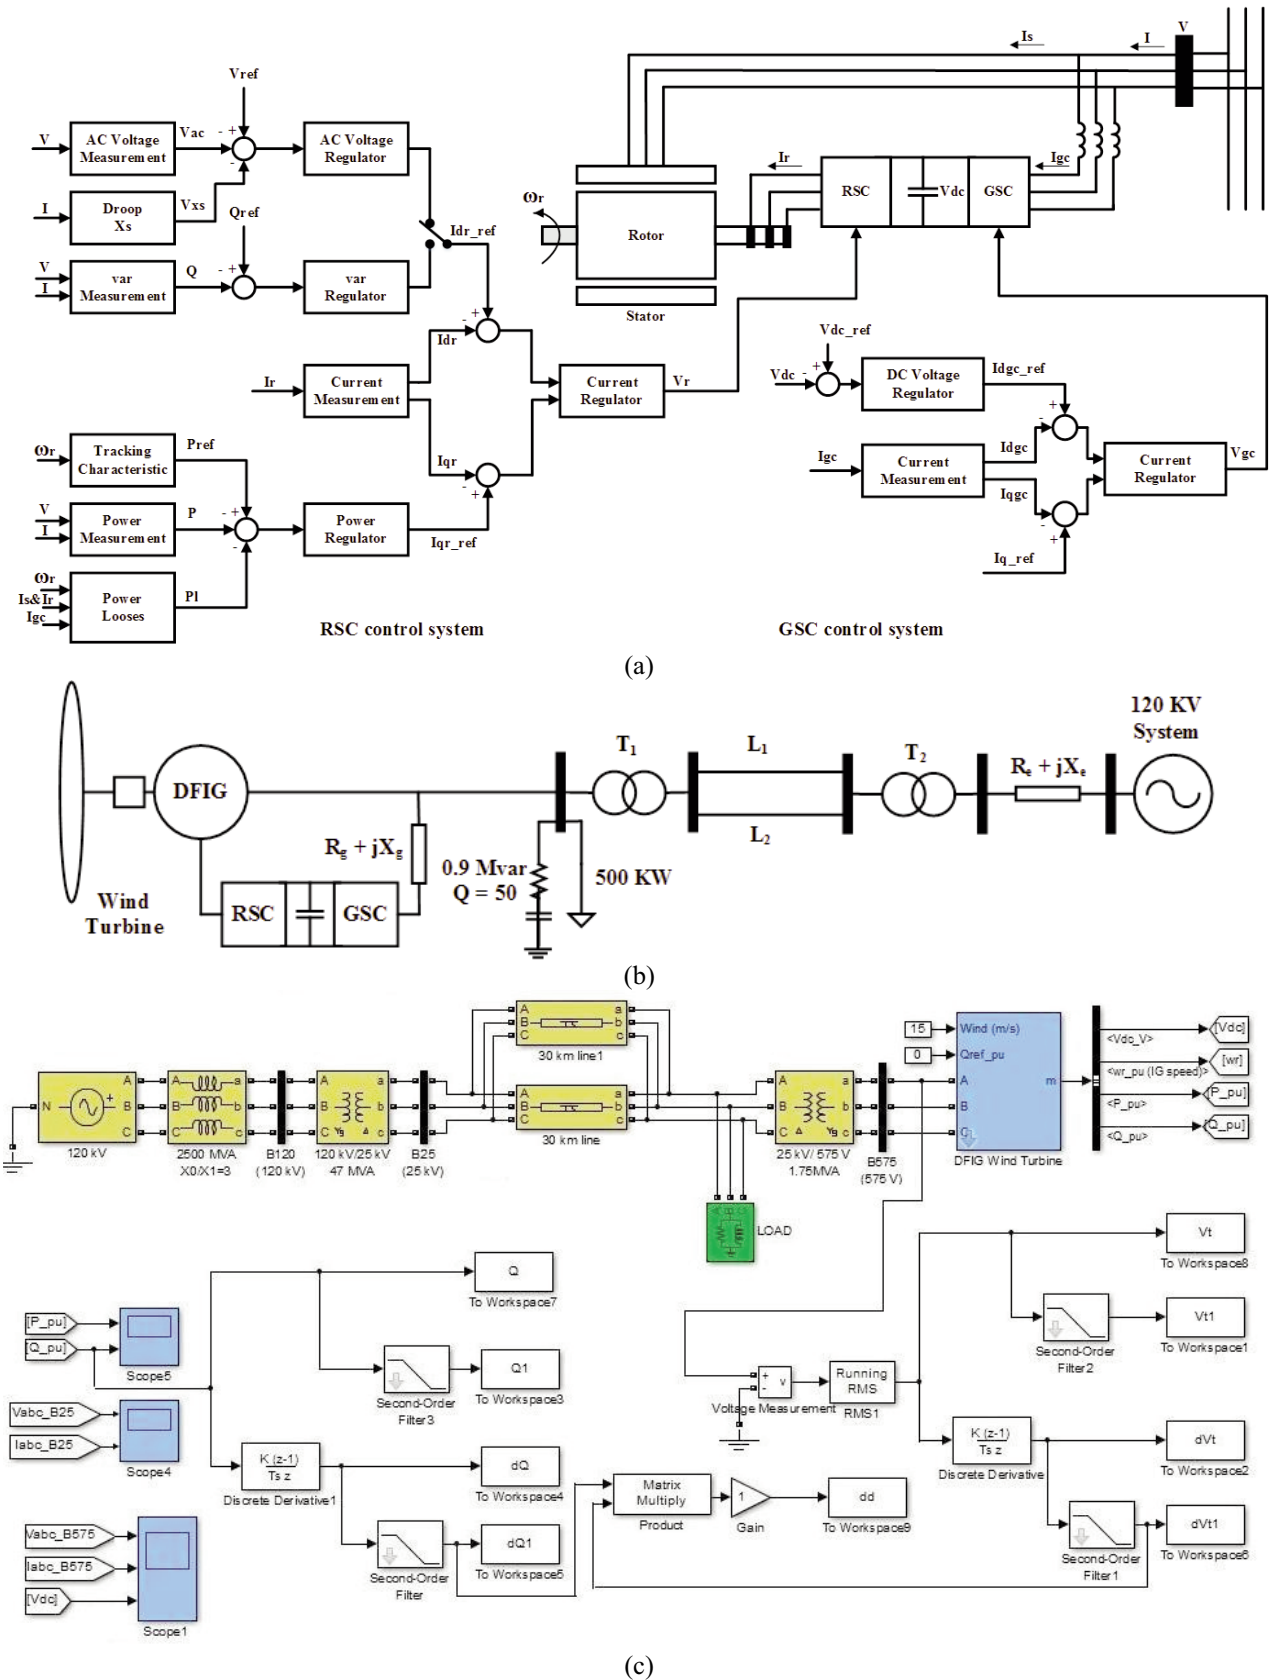 Vref
V
AC Voltage
Measurement
Vac
- +
-
AC Voltage
Regulator
I
Droop
Xs
Vxs
Qref
V
I
var
Measurement
Q
- +
var
Regulator
Idr_ref
- +
Idr
Ir
Current
Measurement
Iqr
-
+
Current
Regulator
Vr
ωr
Tracking
Characteristic
Pref
V
I
Power
Measurement
P
- +
-
Power
Regulator
Iqr_ref
ωr
Is&Ir
Igc
Power
Looses
Pl
RSC control system
Is
I
V
Ir
Igc
RSC
Vdc
GSC
ωr
Rotor
Stator
Vdc_ref
Vdc
- +
DC Voltage
Regulator
Idgc_ref
+
-
Igc
Current
Measurement
Idgc
Iqgc
-
+
Current
Regulator
Vgc
Iq_ref
GSC control system
(a)
120 KV
System
T1
L1
T2
Re + jXe
DFIG
L2
Rg + jXg
0.9 Mvar
Q = 50
500 KW
RSC
GSC
Wind
Turbine
(b)
N
A
B
C
+
120 kV
A
B
C
a
b
c
2500 MVA
X0/X1=3
B120
(120 kV)
A
B
C
a
b
c
Yg
Δ
120 kV/25 kV
47 MVA
B25
(25 kV)
A
B
C
a
b
c
30 km line1
A
B
C
a
b
c
30 km line
A
B
C
LOAD
A
B
C
a
b
c
Δ
Yg
25 kV/ 575 V
1.75MVA
B575
(575 V)
15
0
Wind (m/s)
Qref_pu
A
B
C
m
DFIG Wind Turbine
<Vdc_V>
[Vdc]
<wr_pu (IG speed)>
[wr]
<P_pu>
[P_pu]
<Q_pu>
[Q_pu]
[P_pu]
[Q_pu]
Scope5
Vabc_B25
Iabc_B25
Scope4
Vabc_B575
Iabc_B575
[Vdc]
Scope1
Q
To Workspace7
Second-Order
Filter3
Q1
To Workspace3
K (z-1)
Ts z
Discrete Derivative1
dQ
To Workspace4
Second-Order
Filter
dQ1
To Workspace5
Matrix
Multiply
Product
1
Gain
dd
To Workspace9
+
-
v
Voltage Measurement
Running
RMS
RMS1
Vt
To Workspace8
Second-Order
Filter2
Vt1
To Workspace1
K (z-1)
Ts z
Discrete Derivative
dVt
To Workspace2
Second-Order
Filter1
dVt1
To Workspace6
(c)